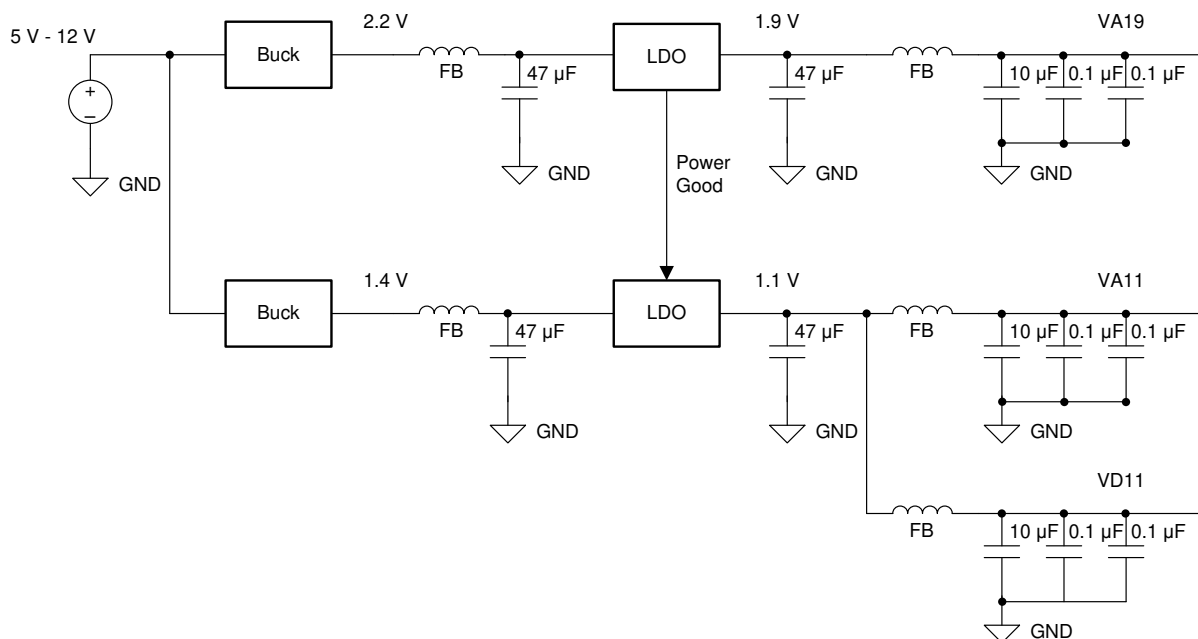 2.2 V
1.9 V
VA19
5 V - 12 V
Buck
LDO
FB
47 µF
47 µF
FB
10 µF
0.1 µF
0.1 µF
+
−
GND
GND
Power
Good
GND
GND
1.4 V
1.1 V
VA11
Buck
LDO
FB
47 µF
47 µF
FB
10 µF
0.1 µF
0.1 µF
GND
GND
GND
VD11
FB
10 µF
0.1 µF
0.1 µF
GND